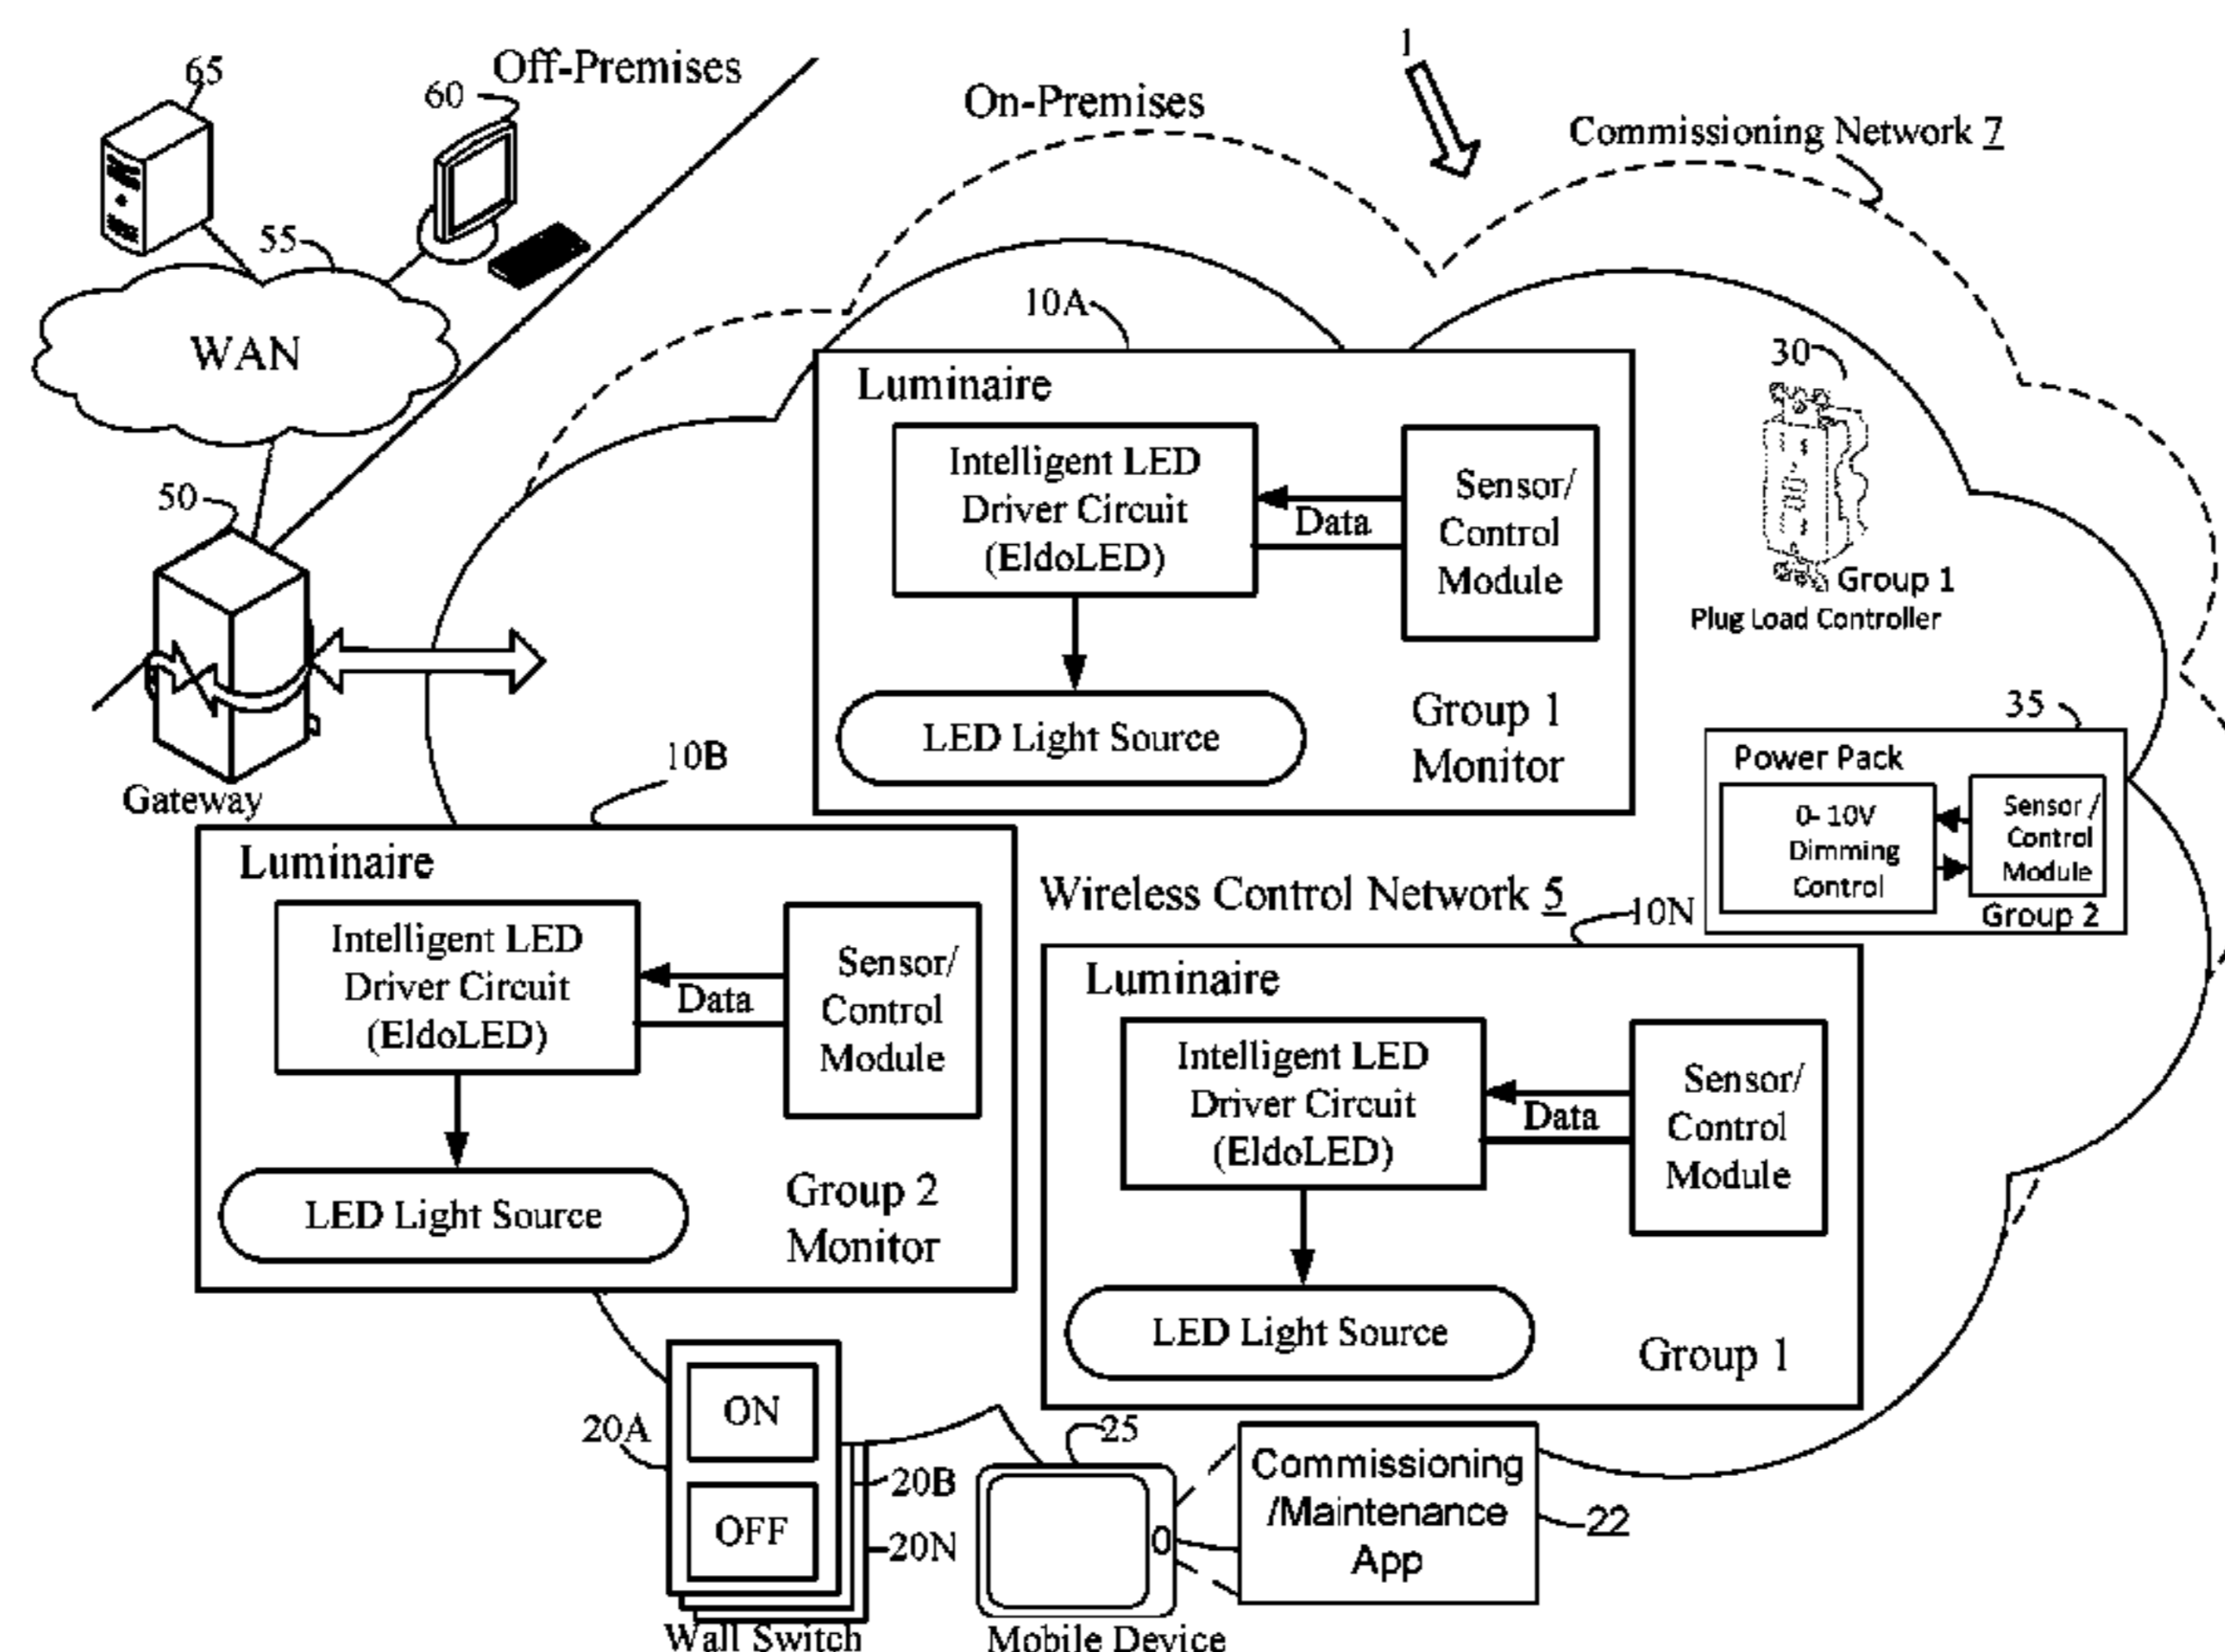 65
60
Off-Premises
On-Premises
1
Commissioning Network 7
55
WAN
50
Gateway
10A
Luminaire
Intelligent LED
Driver Circuit
(EldoLED)
Data
Sensor/
Control
Module
LED Light Source
Group 1
Monitor
30
Group 1
Plug Load Controller
35
Power Pack
0- 10V
Dimming
Control
Sensor /
Control
Module
Group 2
10B
Luminaire
Intelligent LED
Driver Circuit
(EldoLED)
Data
Sensor/
Control
Module
LED Light Source
Group 2
Monitor
Wireless Control Network 5
10N
Luminaire
Intelligent LED
Driver Circuit
(EldoLED)
Data
Sensor/
Control
Module
LED Light Source
Group 1
20A
ON
OFF
20B
20N
Wall Switch
25
Mobile Device
Commissioning
/Maintenance
App
22